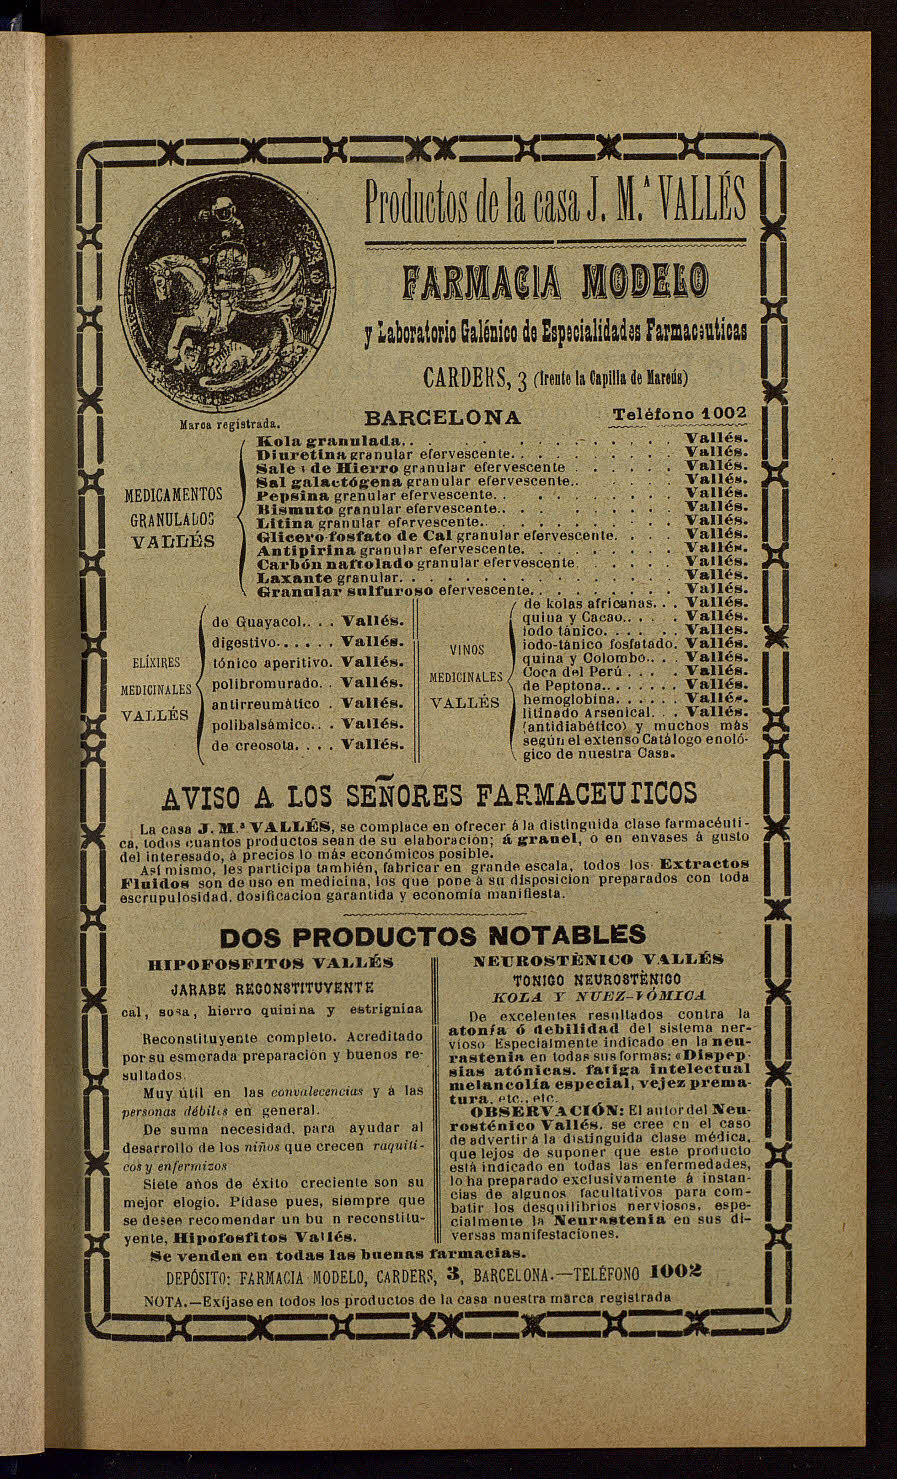 Productos de la casa J. M.ª VALLÉS
FARMACIA MODELO
y Laboratorio Galénico de Especialidades Farmaceuticas
CARDERS, 3 (frente la Capilla de Marcús)
BARCELONA Teléfono 1002
Marca registrada.
MEDICAMENTOS
GRANULADOS
VALLÉS
Kola granulada. . . . . . . . . . . . . Vallés.
Diuretina granular efervescente. . . . . . . . . . Vallés.
Sales de Hierro granular efervescente . . . . . . Vallés.
Sal galactógena granular efervescente. . . . . . Vallés.
Pepsina granular efervescente. . . . . . . . . . Vallés.
Bismuto granular efervescente. . . . . . . . . . Vallés.
Litina granular efervescente. . . . . . . . . . . Vallés.
Glicero-fosfato de Cal granular efervescente. . . . Vallés.
Antipirina granular efervescente. . . . . . . . . Vallés.
Carbón naftolado granular efervescente. . . . . . Vallés.
Laxante granular. . . . . . . . . . . . . . . Vallés.
Granular sulfuroso efervescente. . . . . . . . . Vallés.
ELÍXIRES
MEDICINALES
VALLÉS
de Guayacol. . . . Vallés.
digestivo. . . . . . Vallés.
tónico aperitivo. Vallés.
polibromurado. . Vallés.
antirreumático . Vallés.
polibalsámico. . . Vallés.
de creosota. . . . Vallés.
VINOS
MEDICINALES
VALLÉS
de kolas africanas. . . Vallés.
quina y Cacao. . . . . Vallés.
iodo tánico. . . . . . Valles.
iodo-tánico fosfatado. Vallés.
quina y Colombo. . . . Vallés.
Coca del Perú . . . . Vallés.
de Peptona. . . . . . . Vallés.
hemoglobina. . . . . . Vallés.
litinado Arsenical. . . Vallés.
(antidiabético) y muchos más
según el extenso Catálogo enoló-
gico de nuestra Casa.
AVISO A LOS SEÑORES FARMACEUTICOS
La casa J. M.ª VALLÉS, se complace en ofrecer á la distinguida clase farmacéuti-
ca, todos cuantos productos sean de su elaboración; á granel, ó en envases á gusto
del interesado, á precios lo más económicos posible.
Así mismo, les participa también, fabricar en grande escala, todos los Extractos
Fluidos son de uso en medicina, los que pone á su disposicion preparados con toda
escrupulosidad, dosificacion garantida y economía manifiesta.
DOS PRODUCTOS NOTABLES
HIPOFOSFITOS VALLÉS
JARABE RECONSTITUYENTE
cal, sosa, hierro quinina y estrignina
Reconstituyente completo. Acreditado
por su esmerada preparación y buenos re-
sultados.
Muy útil en las convalecencias y á las
personas débiles en general.
De suma necesidad, para ayudar al
desarrollo de los niños que crecen raquíti-
cos y enfermizos
Siete años de éxito creciente son su
mejor elogio. Pídase pues, siempre que
se desee recomendar un bu n reconstitu-
yente, Hipofosfitos Vallés.
NEUROSTÈNICO VALLÉS
TONICO NEUROSTÈNICO
KOLA Y NUEZ-VÓMICA
De excelentes resultados contra la
atonía ó debilidad del sistema ner-
vioso Especialmente indicado en la neu-
rastenia en todas sus formas: «Dispep-
sias atónicas, fatiga intelectual
melancolía especial, vejez prema-
tura, etc., etc.
OBSERVACIÓN: El autor del Neu-
rosténico Vallés, se cree en el caso
de advertir á la distinguida clase médica,
que lejos de suponer que este producto
está indicado en todas las enfermedades,
lo ha preparado exclusivamente á instan-
cias de algunos facultativos para com-
batir los desquilibrios nerviosos, espe-
cialmente la Neurastenia en sus di-
versas manifestaciones.
Se venden en todas las buenas farmacias.
DEPÓSITO: FARMACIA MODELO, CARDERS, 3, BARCELONA.—TELÉFONO 1002
NOTA.—Exíjase en todos los productos de la casa nuestra marca registrada